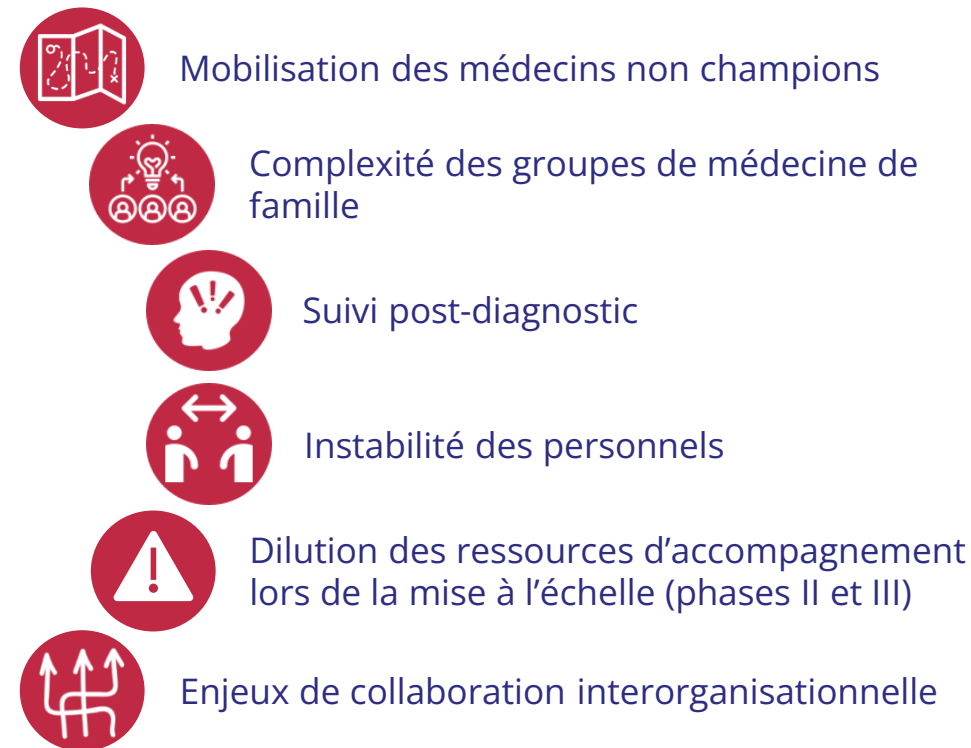 Mobilisation des médecins non champions
Complexité des groupes de médecine de
famille
Suivi post-diagnostic
Instabilité des personnels
Dilution des ressources d’accompagnement
lors de la mise à l’échelle (phases II et III)
Enjeux de collaboration interorganisationnelle